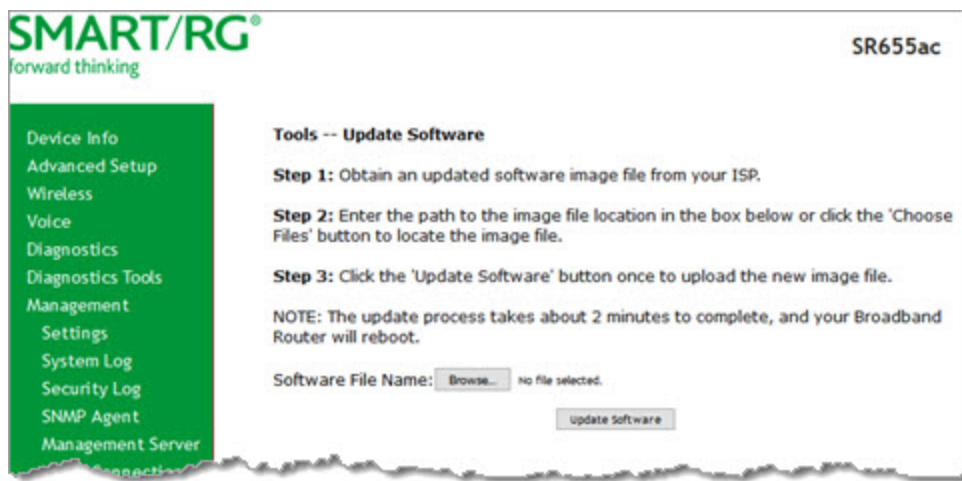 SMART/RG®
forward thinking
SR655ac
Device Info
Advanced Setup
Wireless
Voice
Diagnostics
Diagnostics Tools
Management
Settings
System Log
Security Log
SNMP Agent
Management Server
Tools -- Update Software
Step 1: Obtain an updated software image file from your ISP.
Step 2: Enter the path to the image file location in the box below or click the 'Choose
Files' button to locate the image file.
Step 3: Click the 'Update Software' button once to upload the new image file.
NOTE: The update process takes about 2 minutes to complete, and your Broadband
Router will reboot.
Software File Name: Browse... No file selected.
Update Software